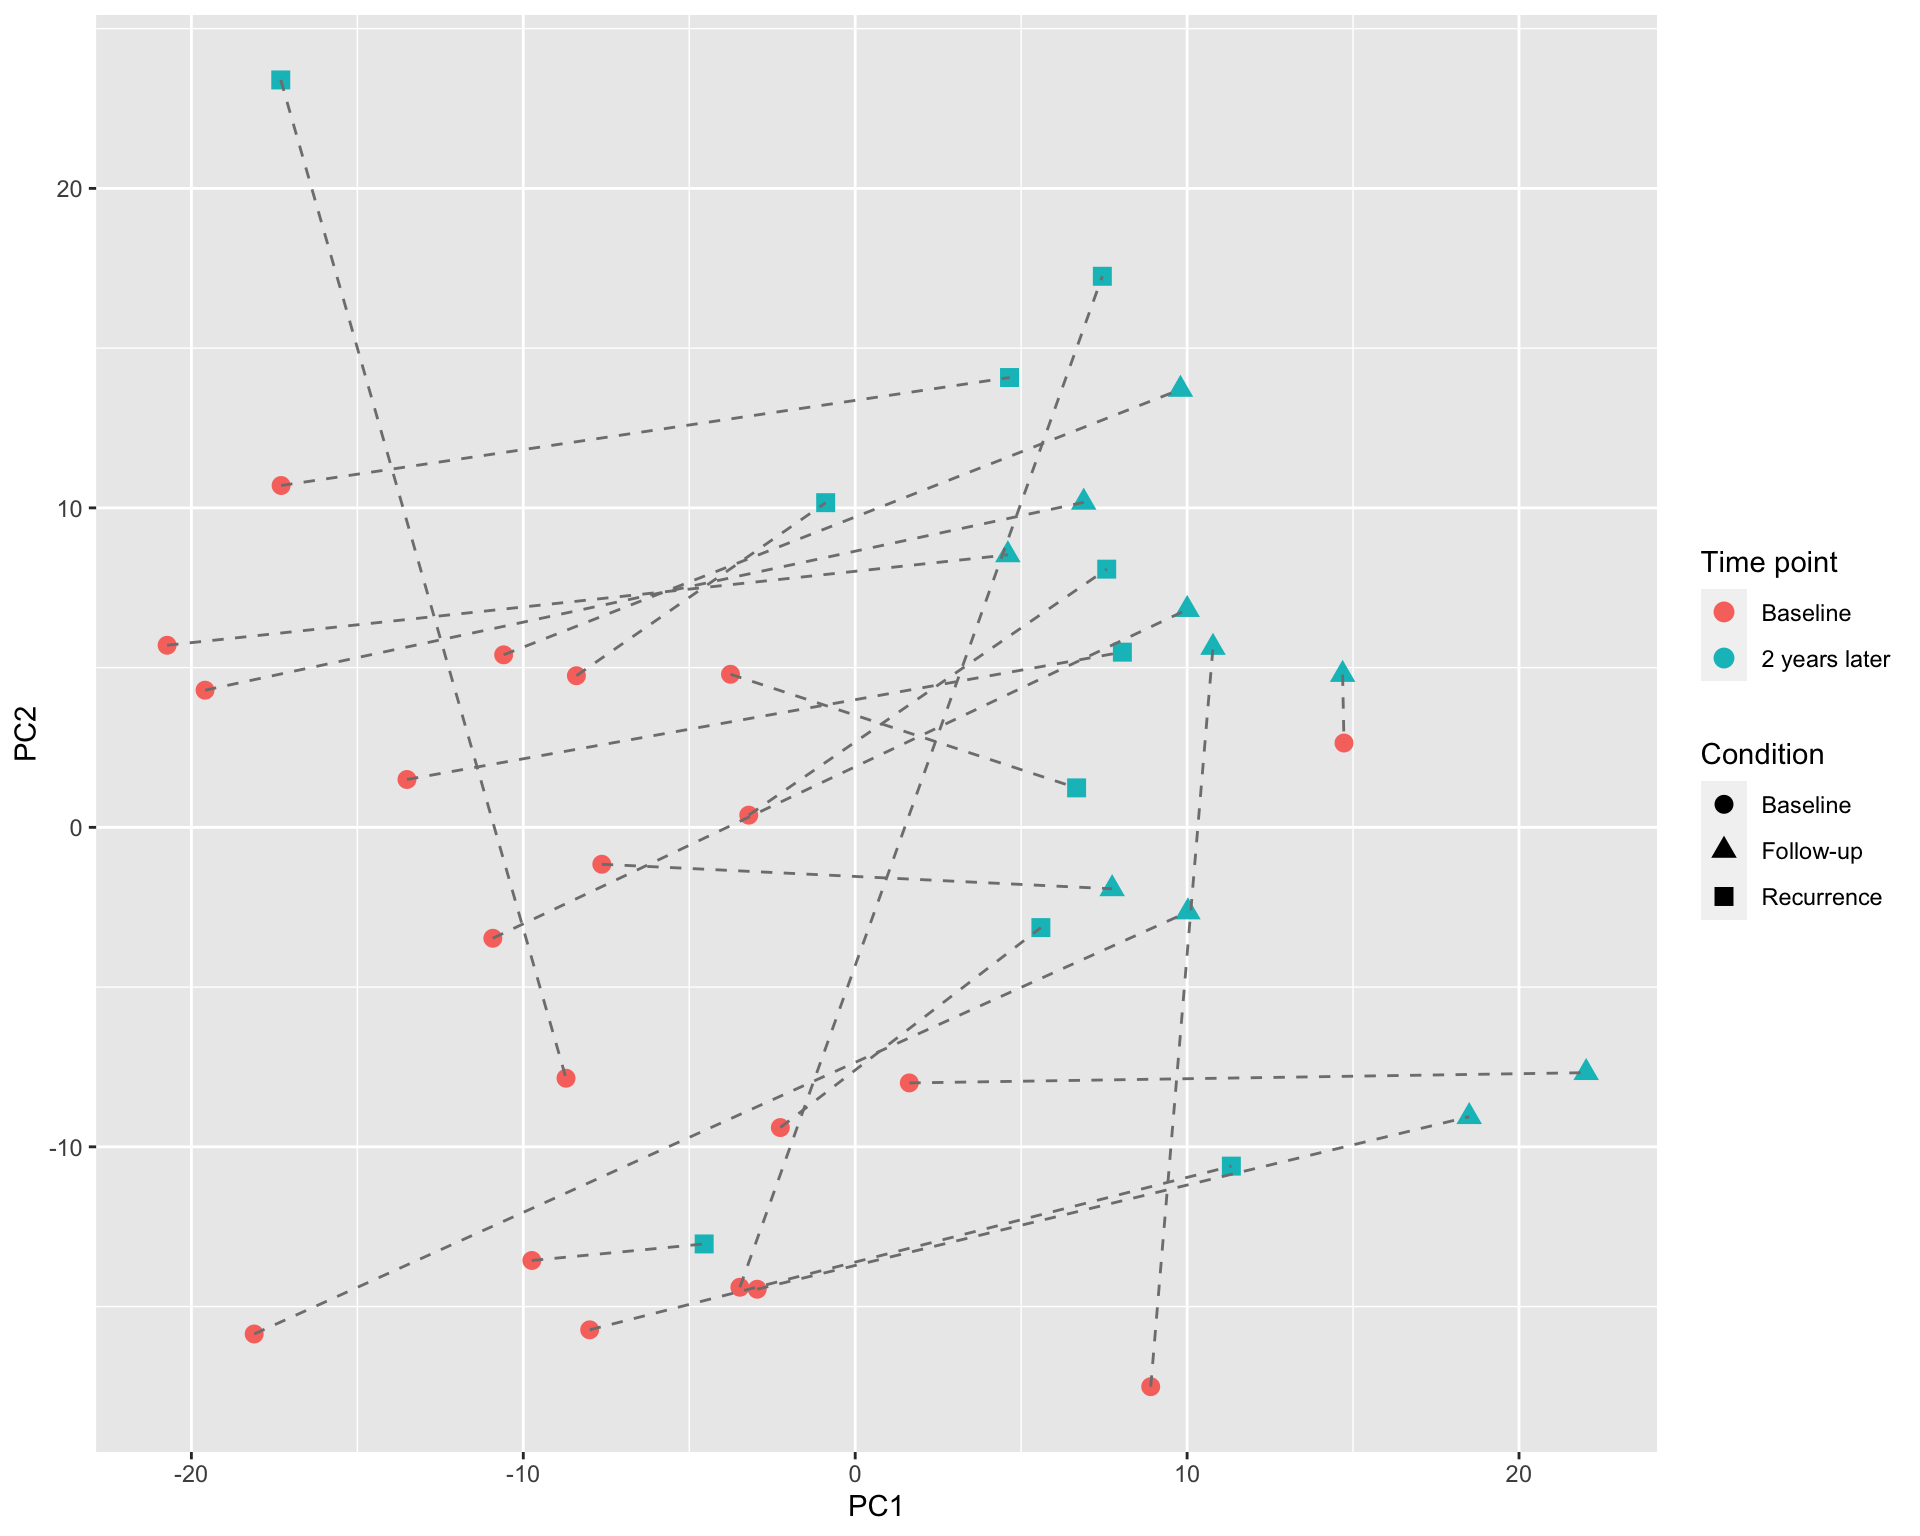 20
10
0
-10
PC2
-20
-10
0
10
20
PC1
Time point
Baseline
2 years later
Condition
Baseline
Follow-up
Recurrence